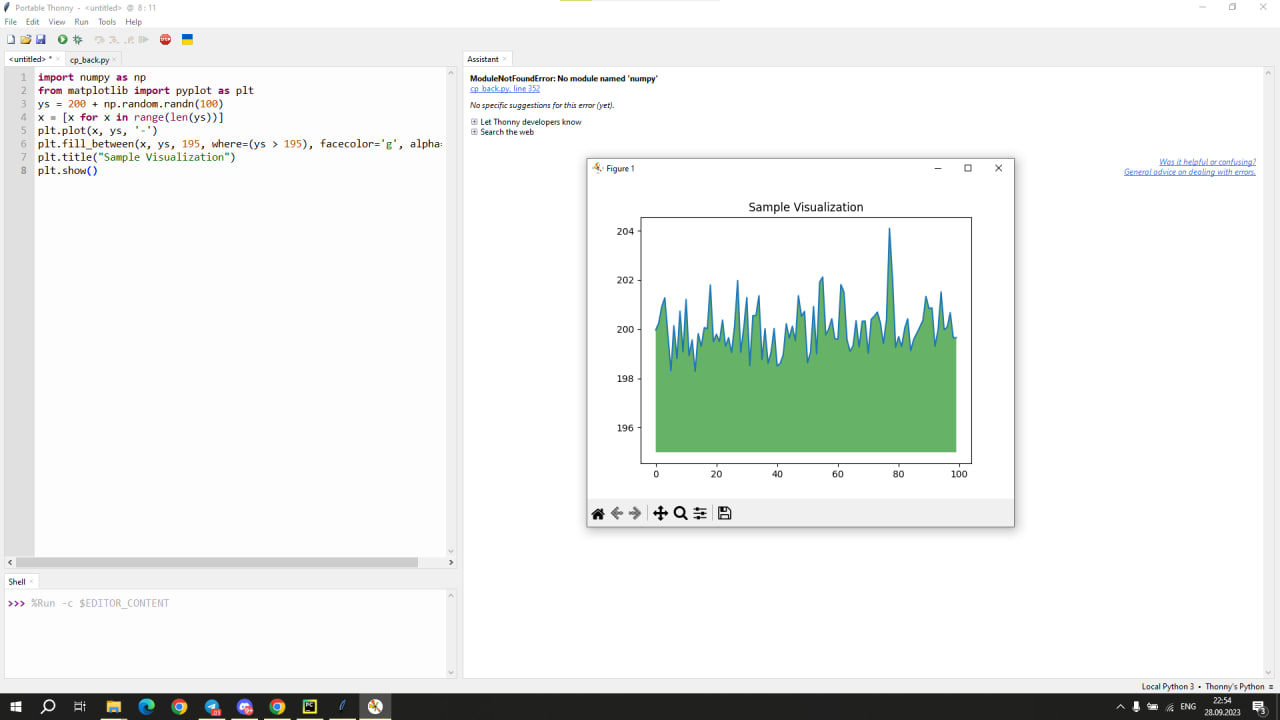 Portable Thonny - <untitled> @ 8 : 11
File Edit View Run Tools Help
STOP
<untitled> * × cp_back.py ×
1 import numpy as np
2 from matplotlib import pyplot as plt
3 ys = 200 + np.random.randn(100)
4 x = [x for x in range(len(ys))]
5 plt.plot(x, ys, '-')
6 plt.fill_between(x, ys, 195, where=(ys > 195), facecolor='g', alpha=
7 plt.title("Sample Visualization")
8 plt.show()
Shell ×
>>> %Run -c $EDITOR_CONTENT
Assistant ×
ModuleNotFoundError: No module named 'numpy'
cp_back.py, line 352
No specific suggestions for this error (yet).
Let Thonny developers know
Search the web
Was it helpful or confusing?
General advice on dealing with errors.
Figure 1
Sample Visualization
204
202
200
198
196
0 20 40 60 80 100
Local Python 3 • Thonny's Python ≡
PC
ENG
22:54
28.09.2023
3